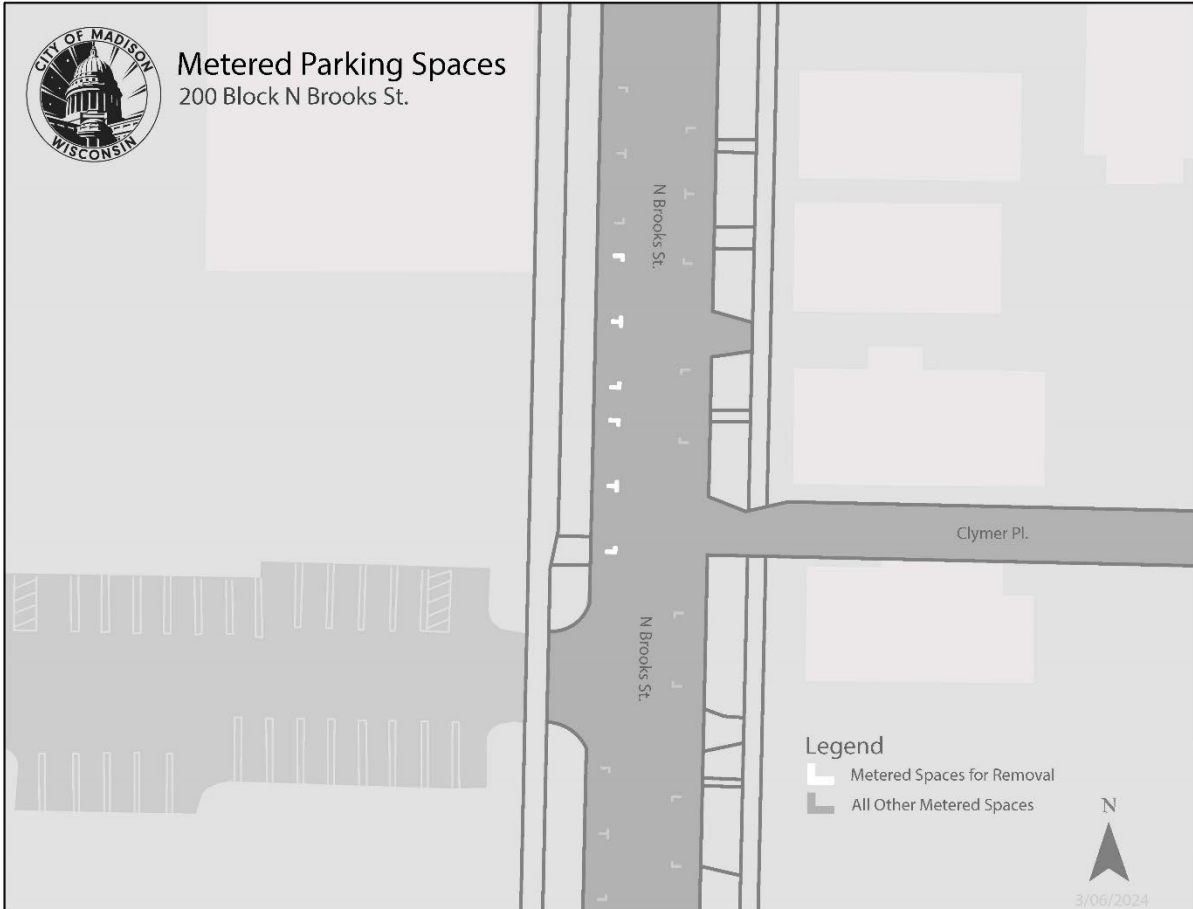 CITY OF MADISON
WISCONSIN
Metered Parking Spaces
200 Block N Brooks St.
N Brooks St.
Clymer Pl.
N Brooks St.
Legend
Metered Spaces for Removal
All Other Metered Spaces
N
3/06/2024